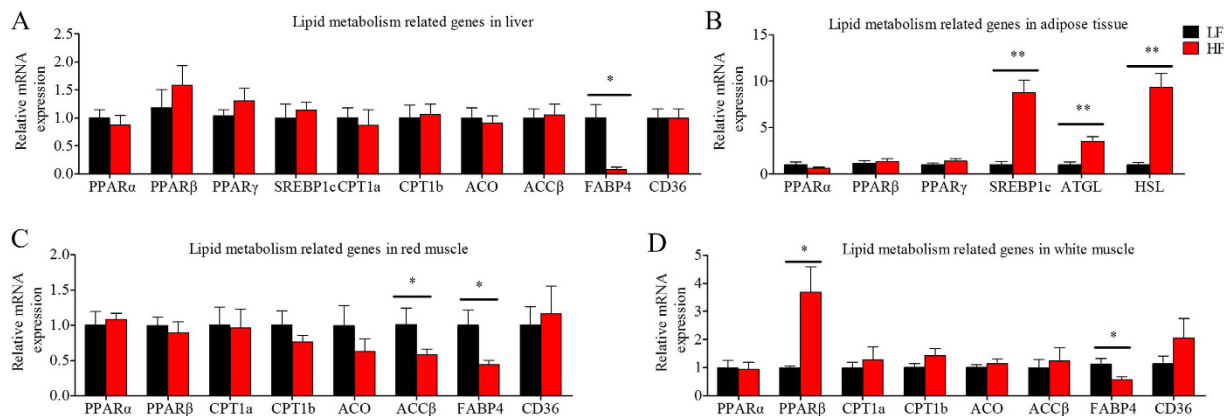 A
Lipid metabolism related genes in liver
Relative mRNA
expression
2.5
2.0
1.5
1.0
0.5
0.0
*
PPARα PPARβ PPARγ SREBP1c CPT1a CPT1b ACO ACCβ FABP4 CD36
B
Lipid metabolism related genes in adipose tissue
LF
HF
Relative mRNA
expression
15
10
5
0
** ** **
PPARα PPARβ PPARγ SREBP1c ATGL HSL
C
Lipid metabolism related genes in red muscle
Relative mRNA
expression
2.0
1.5
1.0
0.5
0.0
* *
PPARα PPARβ CPT1a CPT1b ACO ACCβ FABP4 CD36
D
Lipid metabolism related genes in white muscle
Relative mRNA
expression
5
4
3
2
1
0
* *
PPARα PPARβ CPT1a CPT1b ACO ACCβ FABP4 CD36